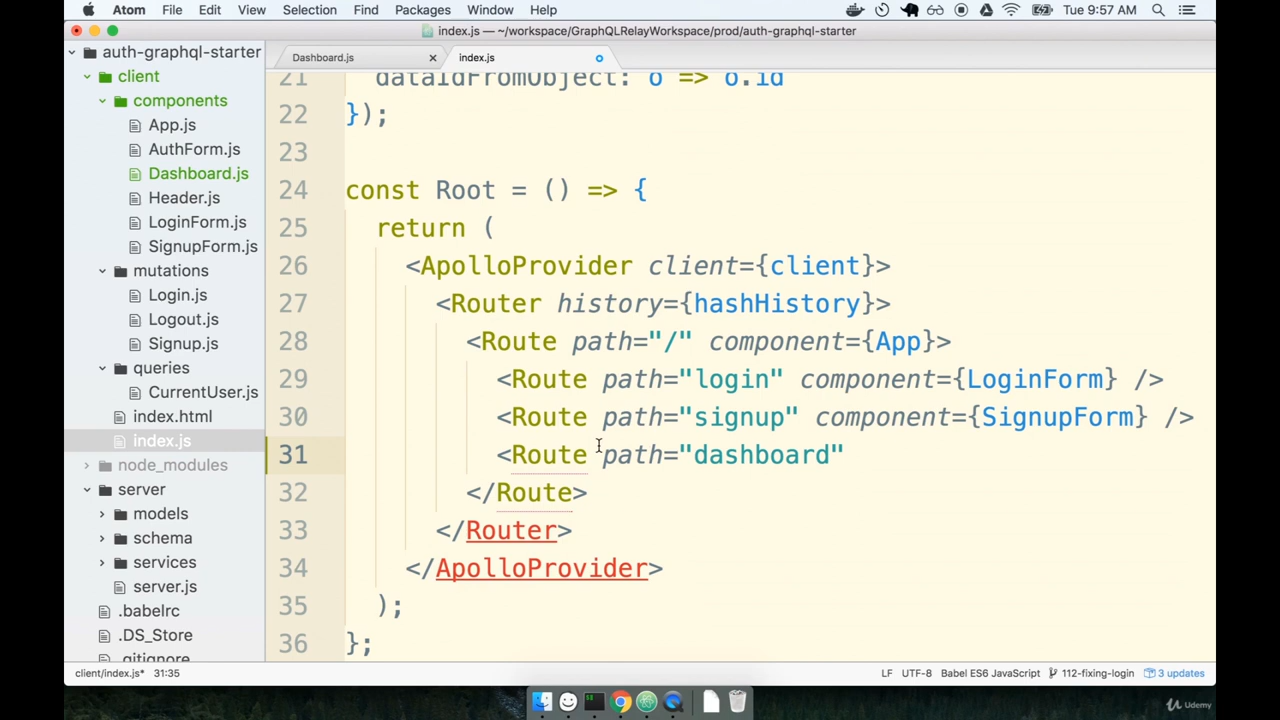 Atom File Edit View Selection Find Packages Window Help Tue 9:57 AM
index.js — ~/workspace/GraphQLRelayWorkspace/prod/auth-graphql-starter
auth-graphql-starter
client
components
App.js
AuthForm.js
Dashboard.js
Header.js
LoginForm.js
SignupForm.js
mutations
Login.js
Logout.js
Signup.js
queries
CurrentUser.js
index.html
index.js
node_modules
server
models
schema
services
server.js
.babelrc
.DS_Store
.gitignore
Dashboard.js index.js
21 dataIdFromObject: o => o.id
22 });
23
24 const Root = () => {
25 return (
26 <ApolloProvider client={client}>
27 <Router history={hashHistory}>
28 <Route path="/" component={App}>
29 <Route path="login" component={LoginForm} />
30 <Route path="signup" component={SignupForm} />
31 <Route path="dashboard"
32 </Route>
33 </Router>
34 </ApolloProvider>
35 );
36 };
client/index.js* 31:35 LF UTF-8 Babel ES6 JavaScript 112-fixing-login 3 updates
Udemy